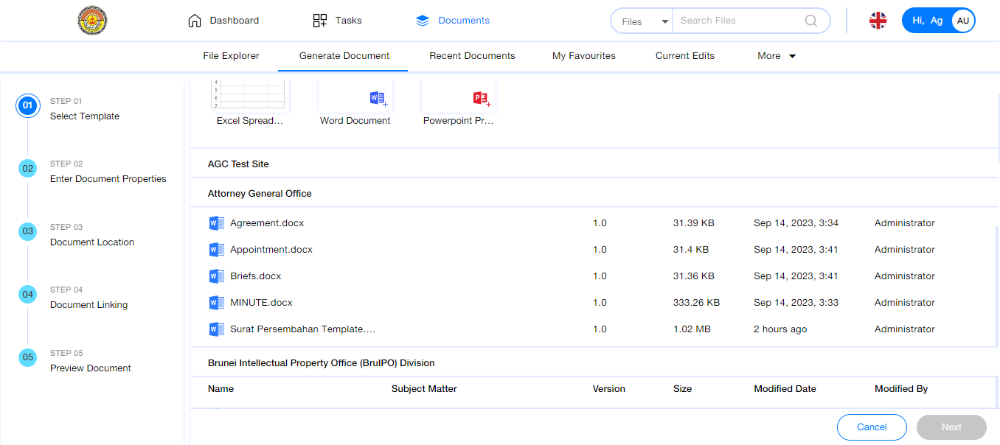 Dashboard Tasks Documents Files Search Files Hi, Ag AU
File Explorer Generate Document Recent Documents My Favourites Current Edits More
01 STEP 01
Select Template
02 STEP 02
Enter Document Properties
03 STEP 03
Document Location
04 STEP 04
Document Linking
05 STEP 05
Preview Document
4
5
6
7
Excel Spread... Word Document Powerpoint Pr...
AGC Test Site
Attorney General Office
Agreement.docx 1.0 31.39 KB Sep 14, 2023, 3:34 Administrator
Appointment.docx 1.0 31.4 KB Sep 14, 2023, 3:41 Administrator
Briefs.docx 1.0 31.36 KB Sep 14, 2023, 3:41 Administrator
MINUTE.docx 1.0 333.26 KB Sep 14, 2023, 3:33 Administrator
Surat Persembahan Template.... 1.0 1.02 MB 2 hours ago Administrator
Brunei Intellectual Property Office (BruIPO) Division
Name Subject Matter Version Size Modified Date Modified By
Cancel Next